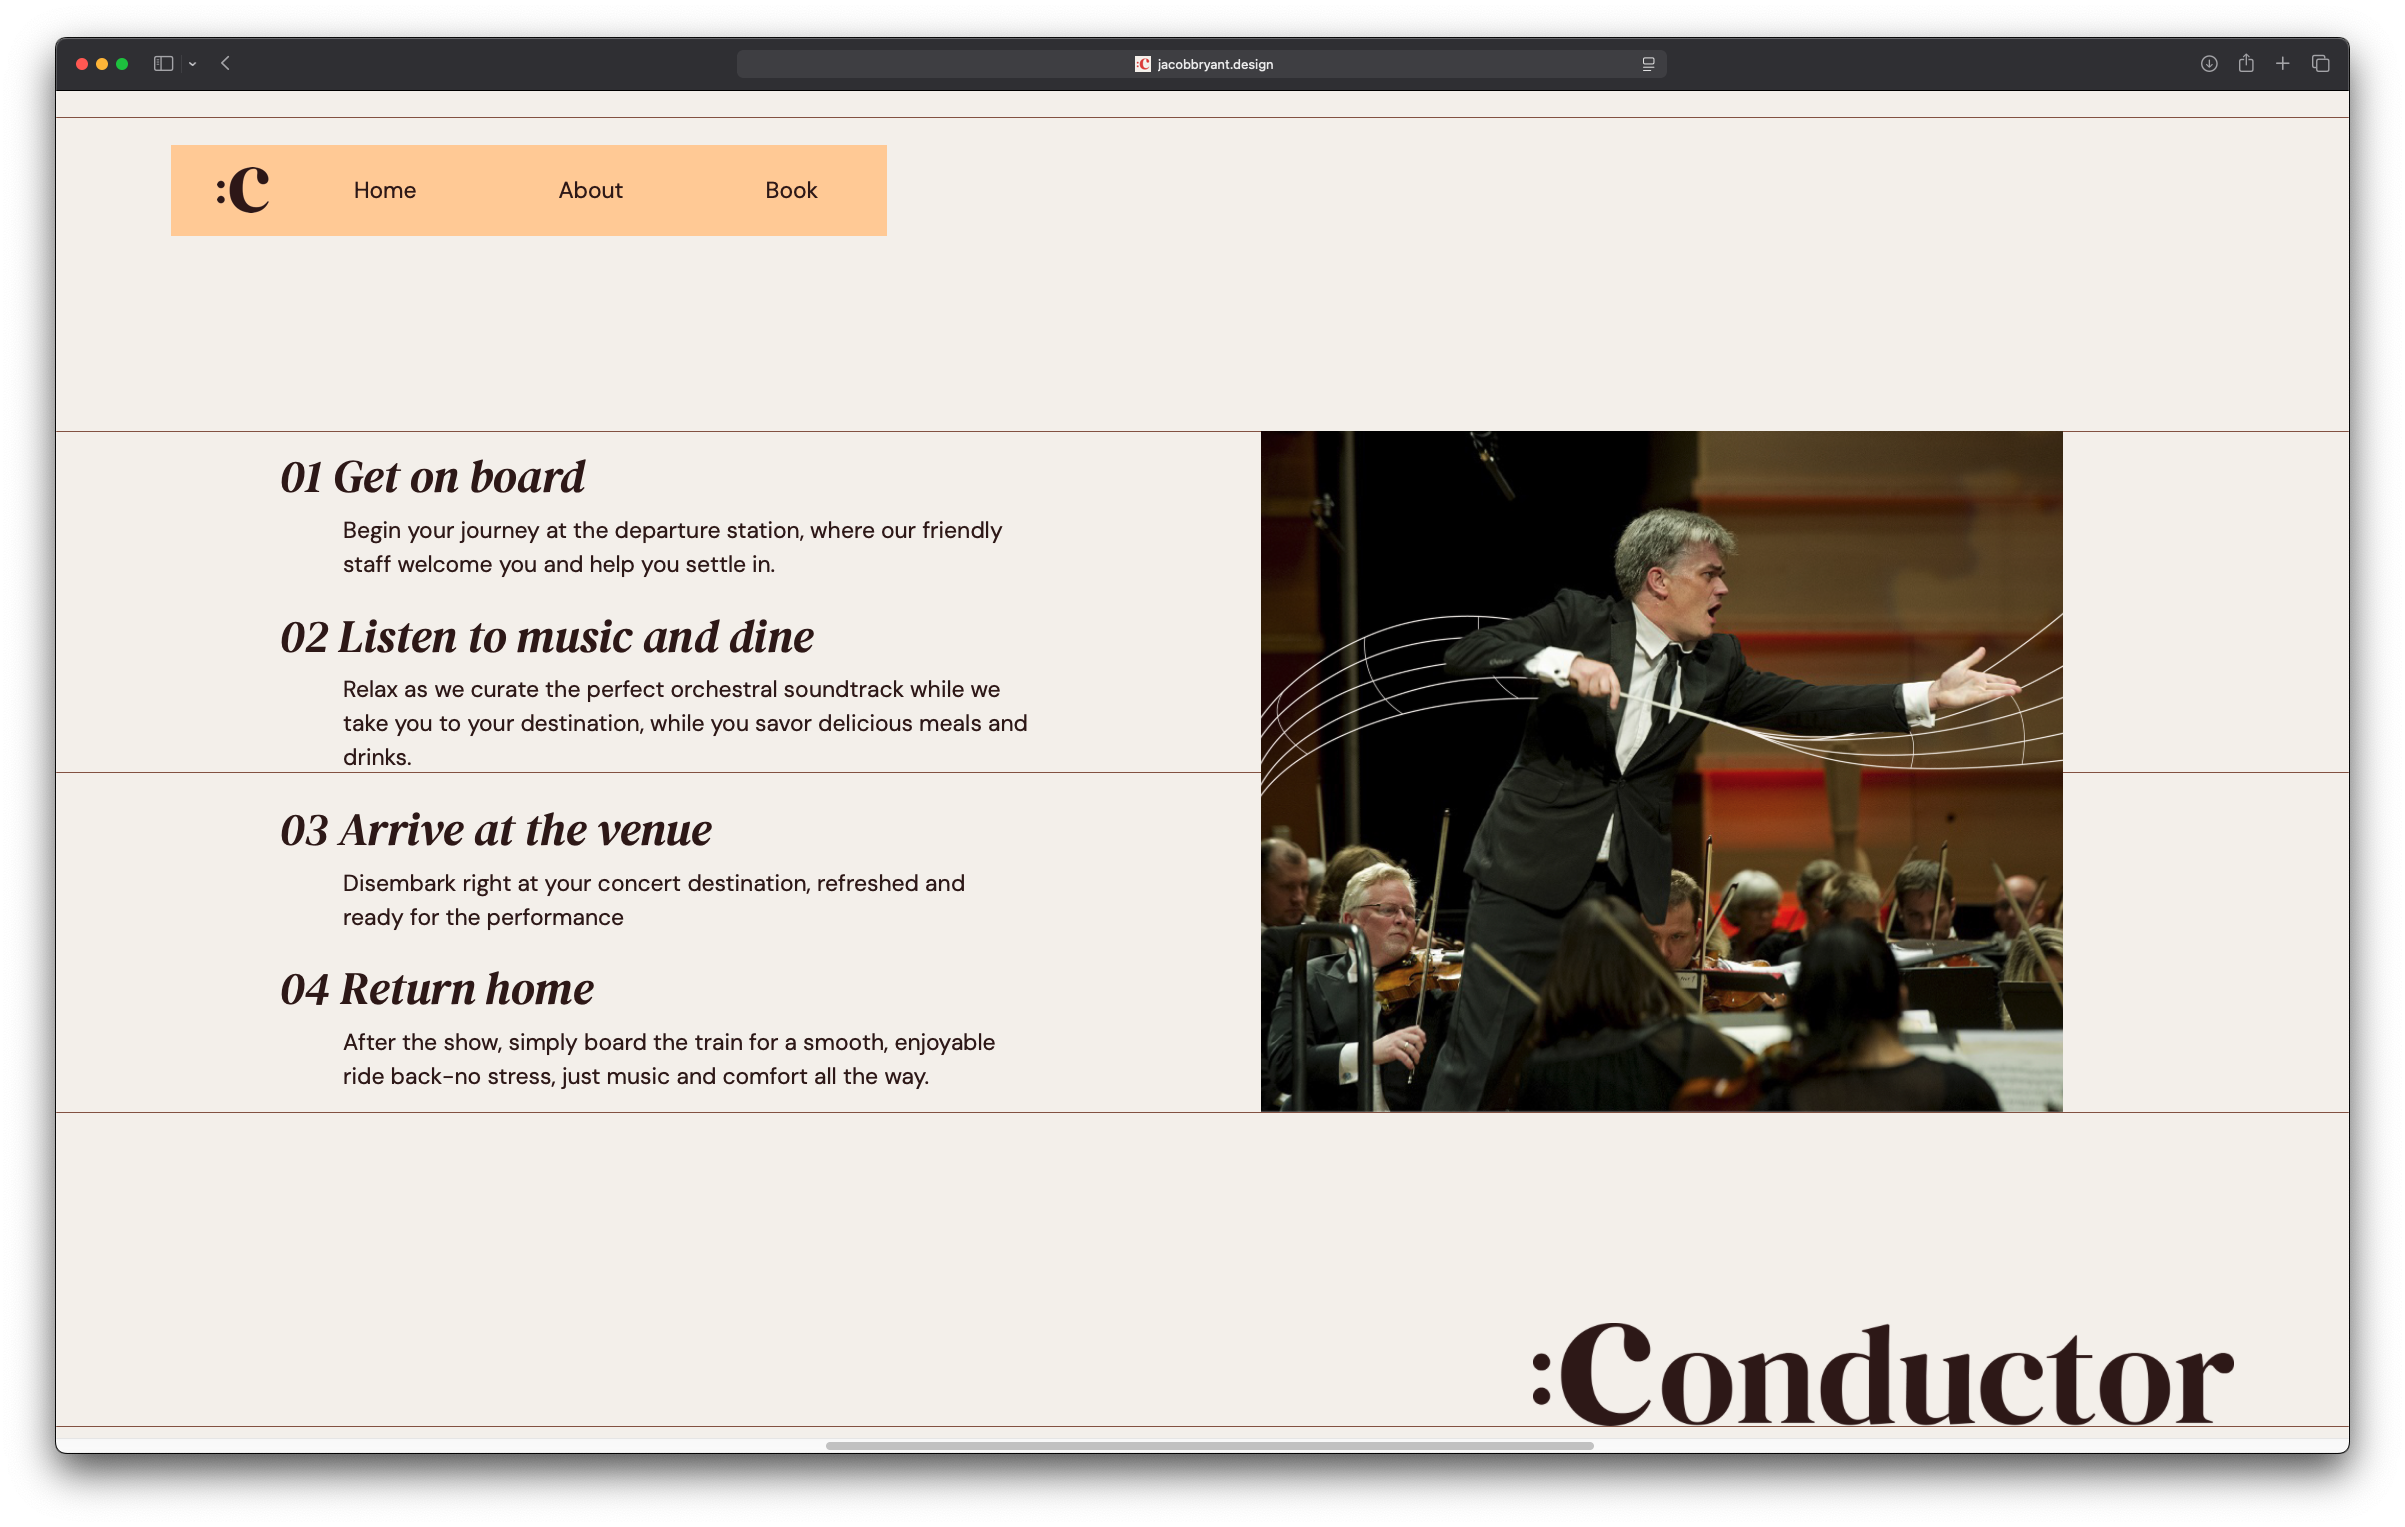 jacobbryant.design
:C
Home
About
Book
01 Get on board
Begin your journey at the departure station, where our friendly
staff welcome you and help you settle in.
02 Listen to music and dine
Relax as we curate the perfect orchestral soundtrack while we
take you to your destination, while you savor delicious meals and
drinks.
03 Arrive at the venue
Disembark right at your concert destination, refreshed and
ready for the performance
04 Return home
After the show, simply board the train for a smooth, enjoyable
ride back–no stress, just music and comfort all the way.
:Conductor